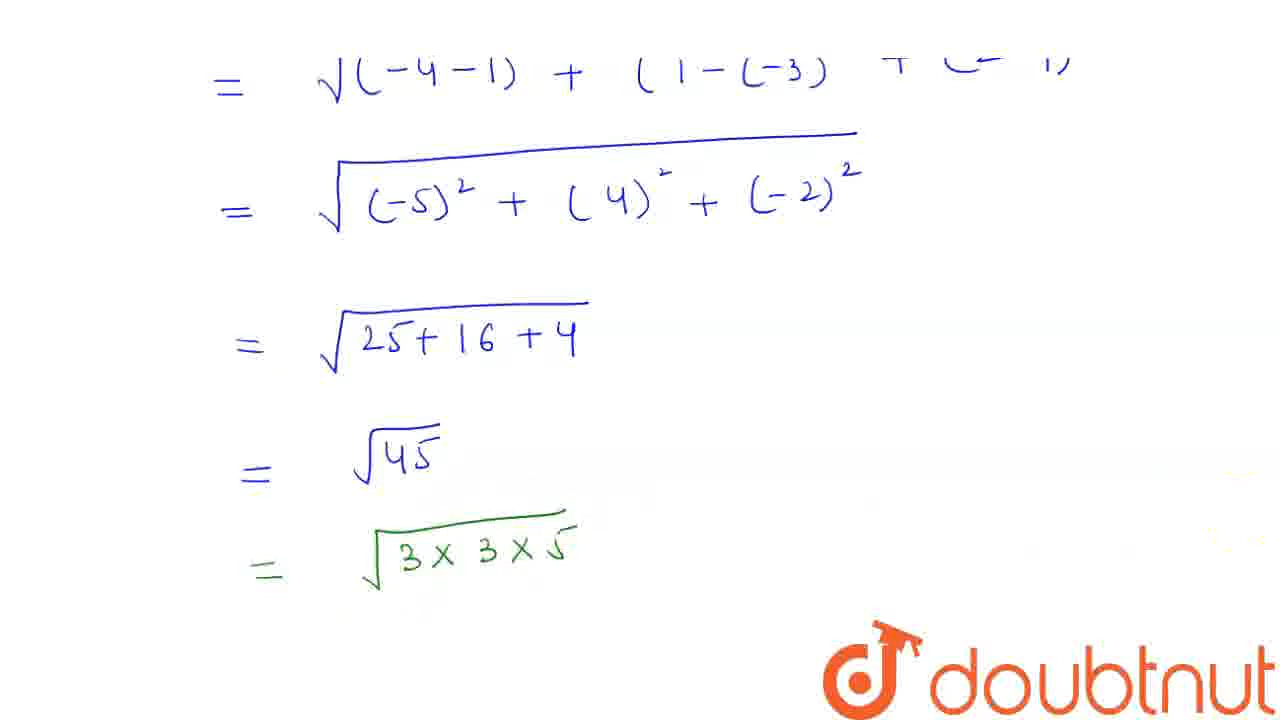 = √(-4-1) + (1-(-3)) +
= √(-5)² + (4)² + (-2)²
= √25+16+4
= √45
= √3×3×5
doubtnut